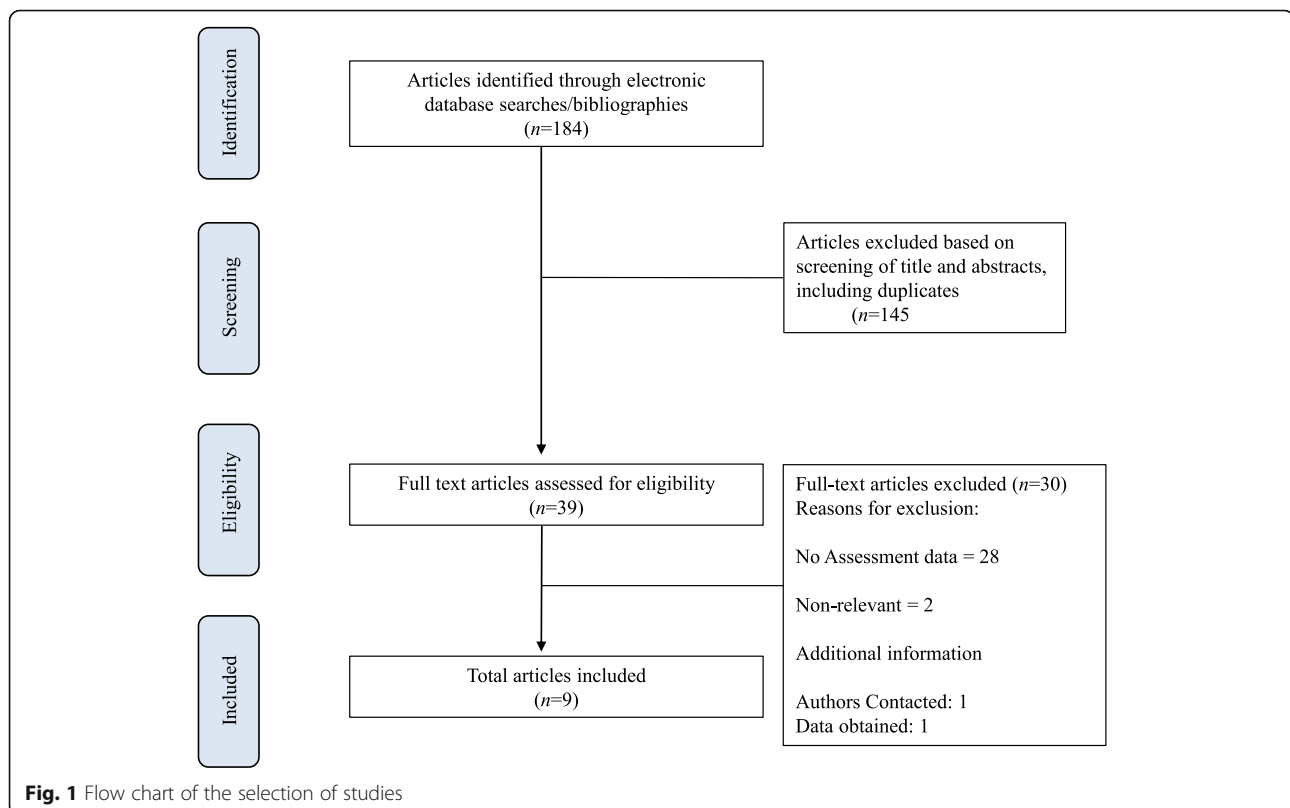 Identification
Articles identified through electronic
database searches/bibliographies
(n=184)
Screening
Articles excluded based on
screening of title and abstracts,
including duplicates
(n=145
Eligibility
Full text articles assessed for eligibility
(n=39)
Full-text articles excluded (n=30)
Reasons for exclusion:
No Assessment data = 28
Non-relevant = 2
Additional information
Authors Contacted: 1
Data obtained: 1
Included
Total articles included
(n=9)
Fig. 1 Flow chart of the selection of studies